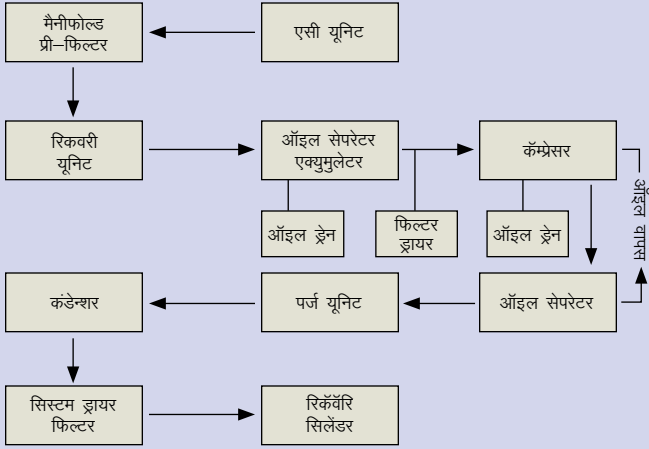 मैनीफोल्ड
प्री–फिल्टर
एसी यूनिट
रिकवरी
यूनिट
ऑइल सेपरेटर
एक्युमुलेटर
कॅम्प्रेसर
ऑइल वापस
ऑइल ड्रेन
फिल्टर
ड्रायर
ऑइल ड्रेन
कंडेन्शर
पर्ज यूनिट
ऑइल सेपरेटर
सिस्टम ड्रायर
फिल्टर
रिकॅवॅरि
सिलेंडर